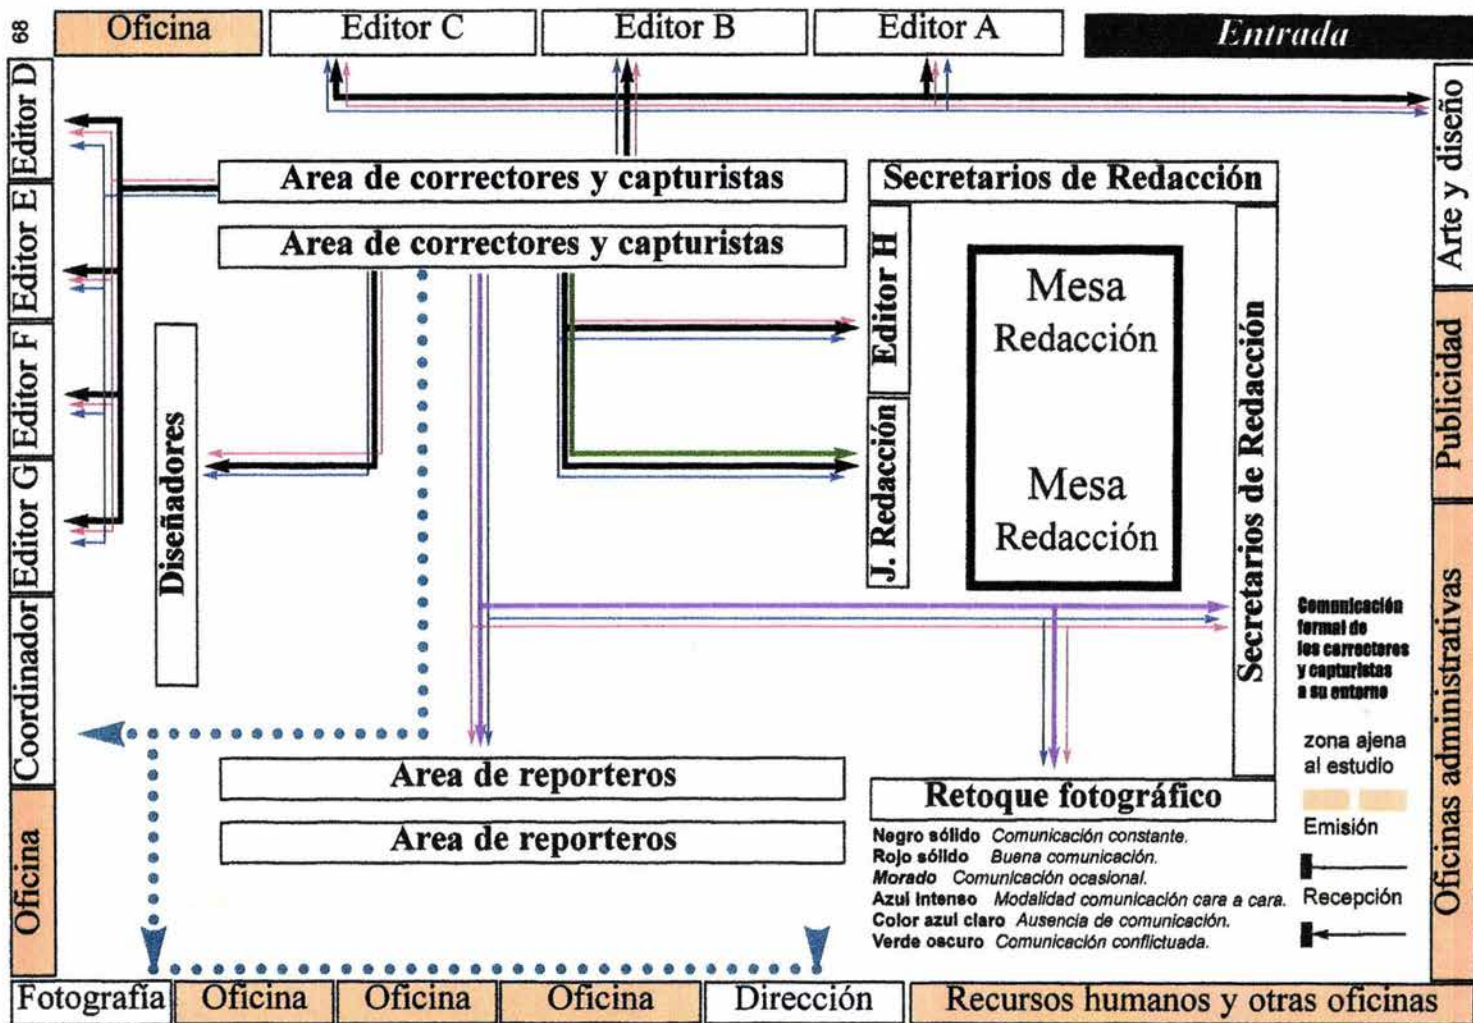 68
Oficina
Editor C
Editor B
Editor A
Entrada
Editor D
Editor E
Editor F
Editor G
Coordinador
Oficina
Area de correctores y capturistas
Area de correctores y capturistas
Diseñadores
Secretarios de Redacción
Editor H
J. Redacción
Mesa
Redacción
Mesa
Redacción
Secretarios de Redacción
Arte y diseño
Publicidad
Oficinas administrativas
Area de reporteros
Area de reporteros
Retoque fotográfico
Comunicación
formal de
los correctores
y capturistas
a su entorno
zona ajena
al estudio
Emisión
Recepción
Negro sólido Comunicación constante.
Rojo sólido Buena comunicación.
Morado Comunicación ocasional.
Azul Intenso Modalidad comunicación cara a cara.
Color azul claro Ausencia de comunicación.
Verde oscuro Comunicación conflictuada.
Fotografía
Oficina
Oficina
Oficina
Dirección
Recursos humanos y otras oficinas